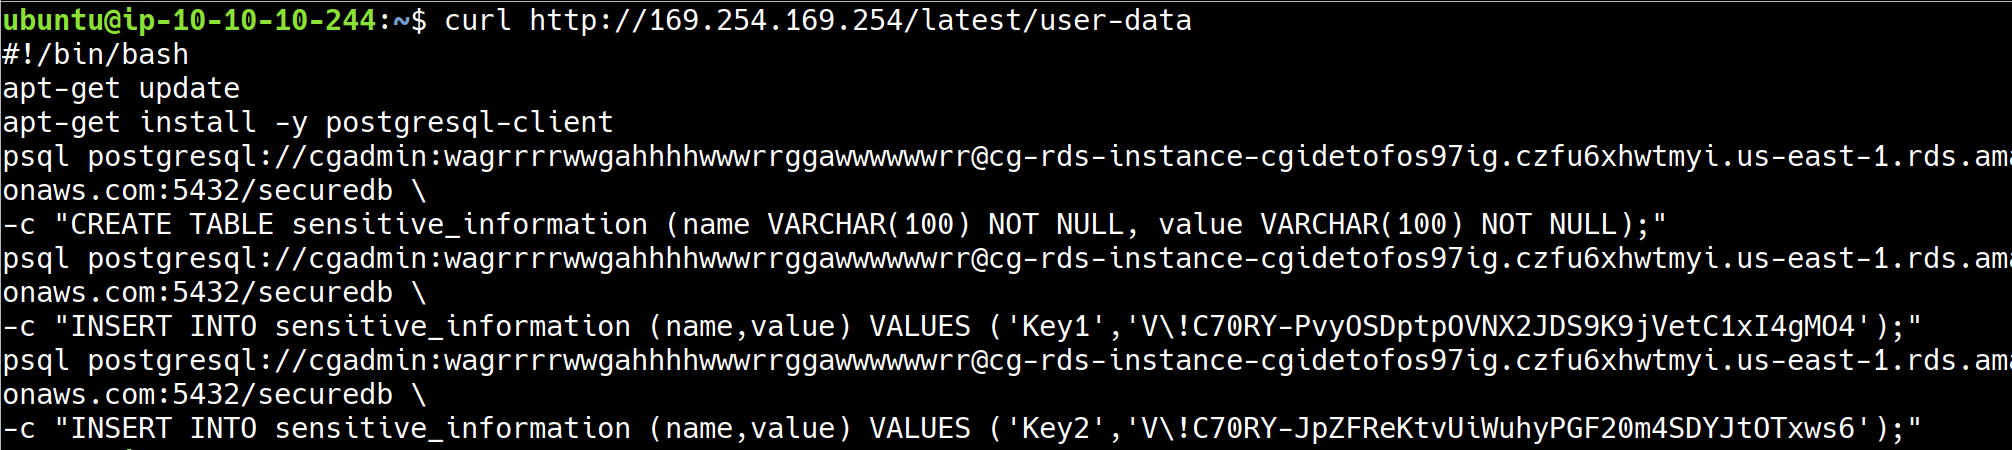 ubuntu@ip-10-10-10-244:~$ curl http://169.254.169.254/latest/user-data
#!/bin/bash
apt-get update
apt-get install -y postgresql-client
psql postgresql://cgadmin:wagrrrrwwgahhhhwwwrrggawwwwwwrr@cg-rds-instance-cgidetofos97ig.czfu6xhwtmyi.us-east-1.rds.ama
onaws.com:5432/securedb \
-c "CREATE TABLE sensitive_information (name VARCHAR(100) NOT NULL, value VARCHAR(100) NOT NULL);"
psql postgresql://cgadmin:wagrrrrwwgahhhhwwwrrggawwwwwwrr@cg-rds-instance-cgidetofos97ig.czfu6xhwtmyi.us-east-1.rds.ama
onaws.com:5432/securedb \
-c "INSERT INTO sensitive_information (name,value) VALUES ('Key1','V\!C70RY-PvyOSDptpOVNX2JDS9K9jVetC1xI4gMO4');"
psql postgresql://cgadmin:wagrrrrwwgahhhhwwwrrggawwwwwwrr@cg-rds-instance-cgidetofos97ig.czfu6xhwtmyi.us-east-1.rds.ama
onaws.com:5432/securedb \
-c "INSERT INTO sensitive_information (name,value) VALUES ('Key2','V\!C70RY-JpZFReKtvUiWuhyPGF20m4SDYJtOTxws6');"